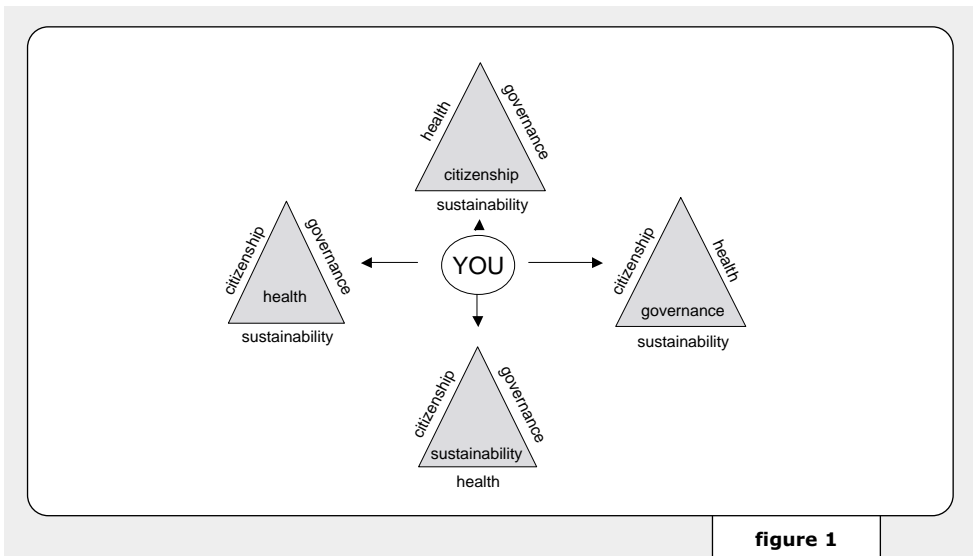 health
governance
citizenship
sustainability
citizenship
governance
health
sustainability
YOU
citizenship
health
governance
sustainability
citizenship
governance
sustainability
health
figure 1